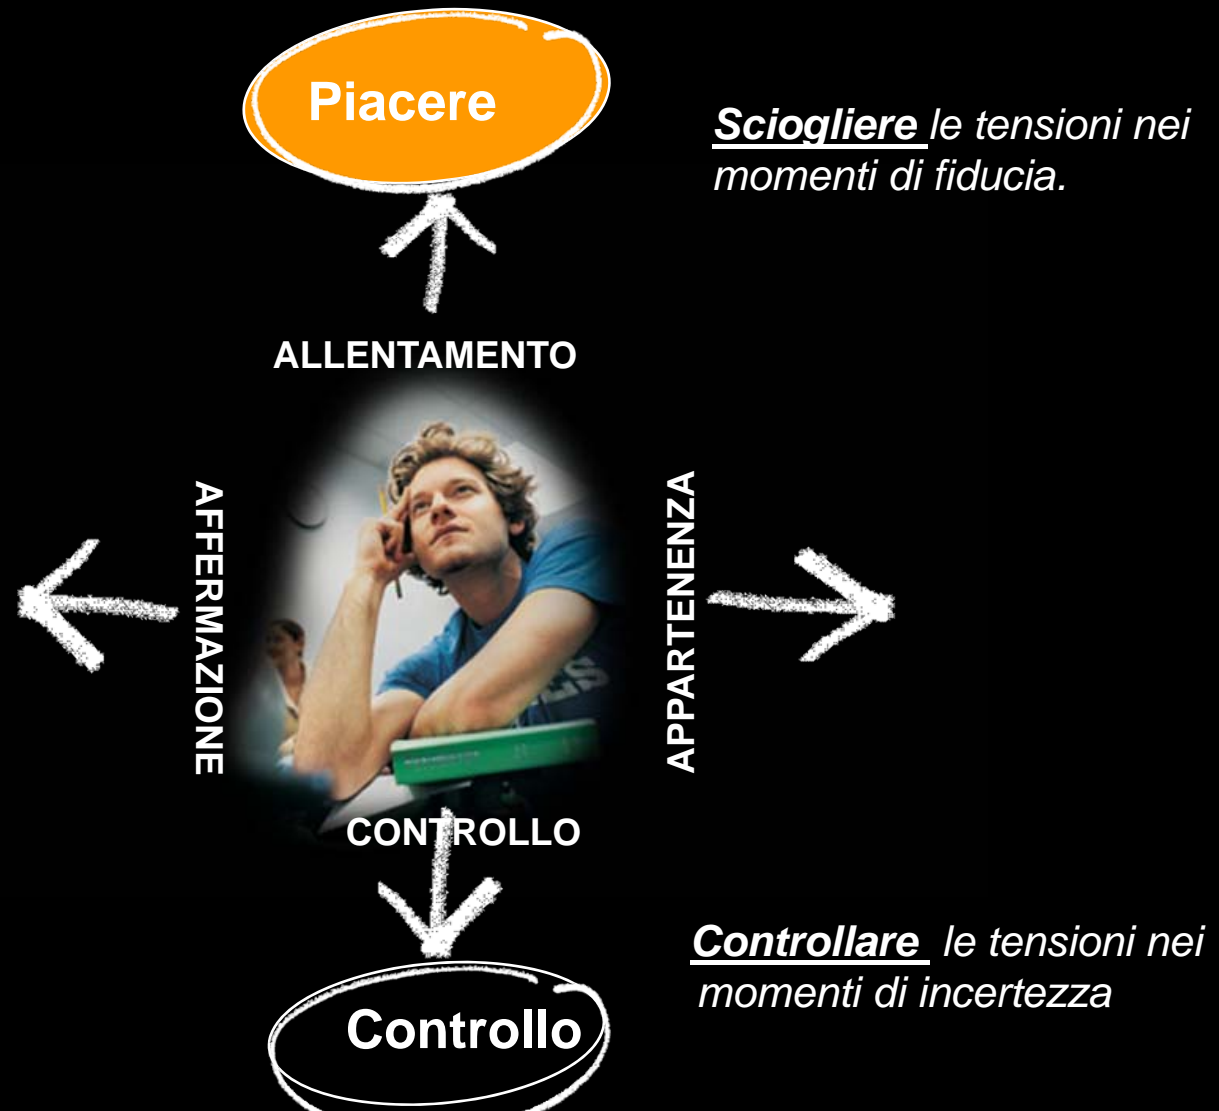 Piacere
Sciogliere le tensioni nei
momenti di fiducia.
ALLENTAMENTO
AFFERMAZIONE
APPARTENENZA
CONTROLLO
Controllare le tensioni nei
momenti di incertezza
Controllo